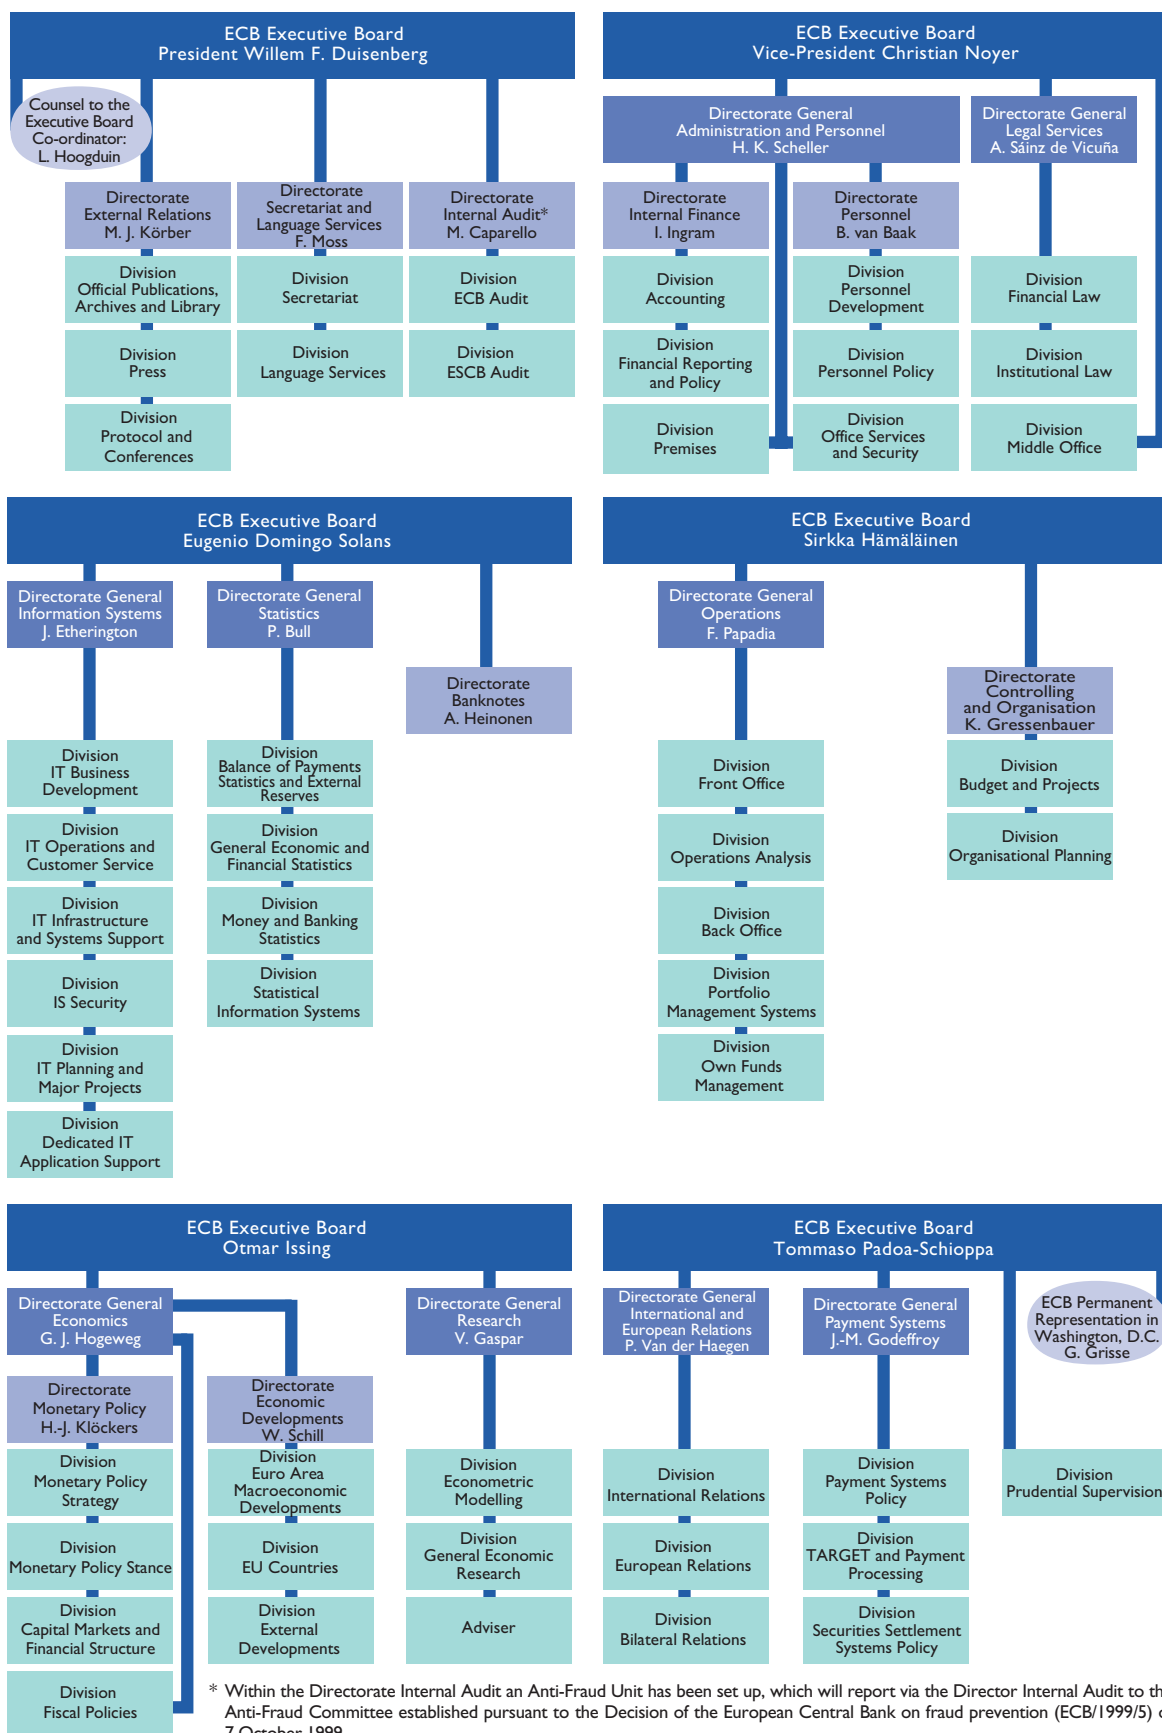 ECB Executive Board
President Willem F. Duisenberg
Counsel to the
Executive Board
Co-ordinator:
L. Hoogduin
Directorate
External Relations
M. J. Körber
Division
Official Publications,
Archives and Library
Division
Press
Division
Protocol and
Conferences
Directorate
Secretariat and
Language Services
F. Moss
Division
Secretariat
Division
Language Services
Directorate
Internal Audit*
M. Caparello
Division
ECB Audit
Division
ESCB Audit
ECB Executive Board
Vice-President Christian Noyer
Directorate General
Administration and Personnel
H. K. Scheller
Directorate
Internal Finance
I. Ingram
Division
Accounting
Division
Financial Reporting
and Policy
Division
Premises
Directorate
Personnel
B. van Baak
Division
Personnel
Development
Division
Personnel Policy
Division
Office Services
and Security
Directorate General
Legal Services
A. Sáinz de Vicuña
Division
Financial Law
Division
Institutional Law
Division
Middle Office
ECB Executive Board
Eugenio Domingo Solans
Directorate General
Information Systems
J. Etherington
Division
IT Business
Development
Division
IT Operations and
Customer Service
Division
IT Infrastructure
and Systems Support
Division
IS Security
Division
IT Planning and
Major Projects
Division
Dedicated IT
Application Support
Directorate General
Statistics
P. Bull
Division
Balance of Payments
Statistics and External
Reserves
Division
General Economic and
Financial Statistics
Division
Money and Banking
Statistics
Division
Statistical
Information Systems
Directorate
Banknotes
A. Heinonen
ECB Executive Board
Sirkka Hämäläinen
Directorate General
Operations
F. Papadia
Division
Front Office
Division
Operations Analysis
Division
Back Office
Division
Portfolio
Management Systems
Division
Own Funds
Management
Directorate
Controlling
and Organisation
K. Gressenbauer
Division
Budget and Projects
Division
Organisational Planning
ECB Executive Board
Otmar Issing
Directorate General
Economics
G. J. Hogeweg
Directorate
Monetary Policy
H.-J. Klöckers
Division
Monetary Policy
Strategy
Division
Monetary Policy Stance
Division
Capital Markets and
Financial Structure
Division
Fiscal Policies
Directorate
Economic
Developments
W. Schill
Division
Euro Area
Macroeconomic
Developments
Division
EU Countries
Division
External
Developments
Directorate General
Research
V. Gaspar
Division
Econometric
Modelling
Division
General Economic
Research
Adviser
ECB Executive Board
Tommaso Padoa-Schioppa
Directorate General
International and
European Relations
P. Van der Haegen
Division
International Relations
Division
European Relations
Division
Bilateral Relations
Directorate General
Payment Systems
J.-M. Godeffroy
Division
Payment Systems
Policy
Division
TARGET and Payment
Processing
Division
Securities Settlement
Systems Policy
ECB Permanent
Representation in
Washington, D.C.
G. Grisse
Division
Prudential Supervision
* Within the Directorate Internal Audit an Anti-Fraud Unit has been set up, which will report via the Director Internal Audit to th
Anti-Fraud Committee established pursuant to the Decision of the European Central Bank on fraud prevention (ECB/1999/5)
7 October 1999